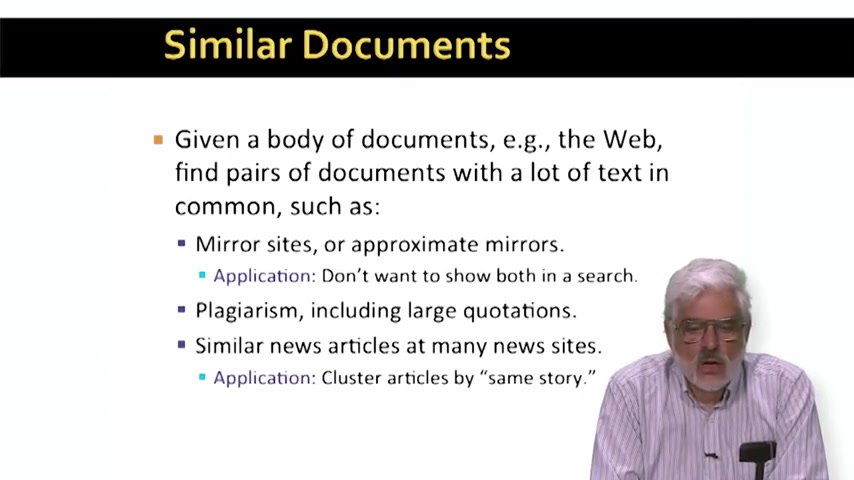 Similar Documents
Given a body of documents, e.g., the Web,
find pairs of documents with a lot of text in
common, such as:
Mirror sites, or approximate mirrors.
Application: Don’t want to show both in a search.
Plagiarism, including large quotations.
Similar news articles at many news sites.
Application: Cluster articles by “same story.”